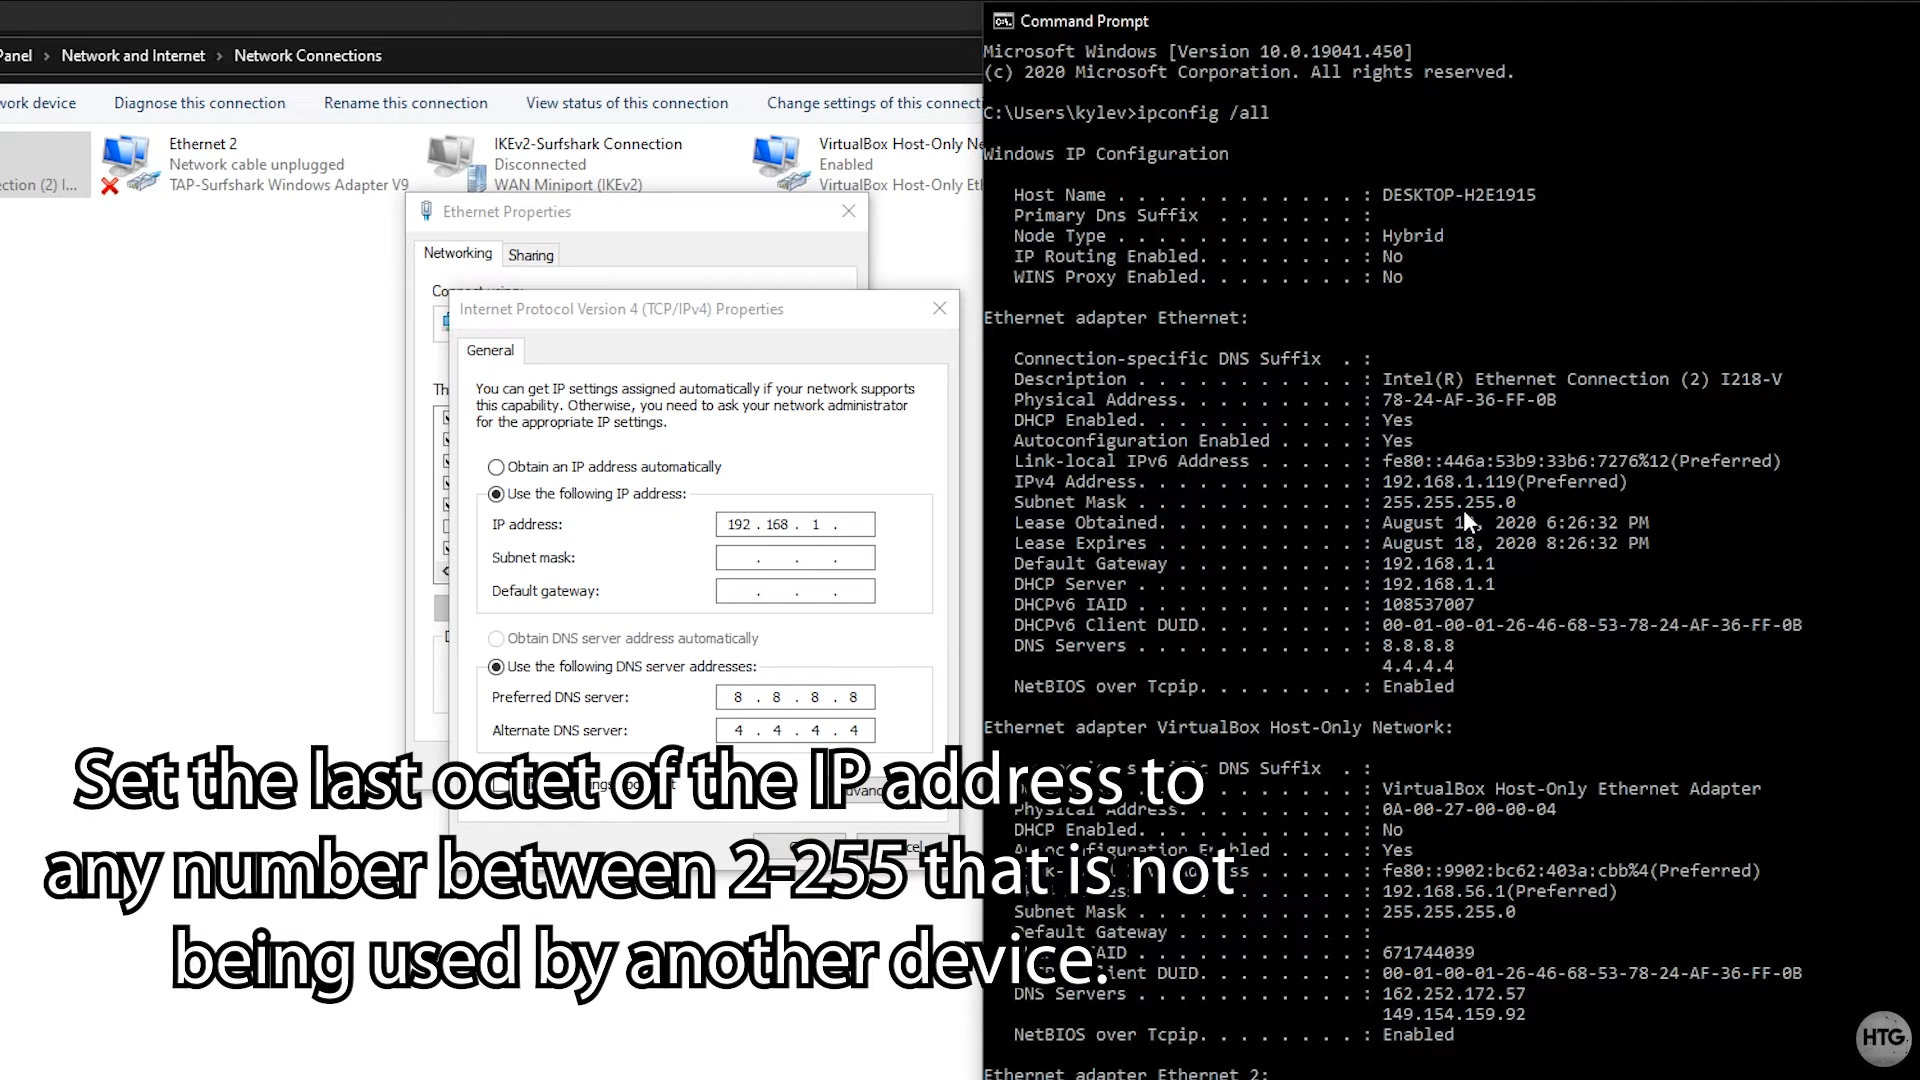 Panel › Network and Internet › Network Connections
work device Diagnose this connection Rename this connection View status of this connection Change settings of this connecti
ction (2) I...
Ethernet 2
Network cable unplugged
TAP-Surfshark Windows Adapter V9
IKEv2-Surfshark Connection
Disconnected
WAN Miniport (IKEv2)
VirtualBox Host-Only Ne
Enabled
VirtualBox Host-Only Eth
Ethernet Properties
Networking Sharing
Internet Protocol Version 4 (TCP/IPv4) Properties
General
You can get IP settings assigned automatically if your network supports
this capability. Otherwise, you need to ask your network administrator
for the appropriate IP settings.
Obtain an IP address automatically
Use the following IP address:
IP address: 192 . 168 . 1 .
Subnet mask: . . .
Default gateway: . . .
Obtain DNS server address automatically
Use the following DNS server addresses:
Preferred DNS server: 8 . 8 . 8 . 8
Alternate DNS server: 4 . 4 . 4 . 4
Set the last octet of the IP address to
any number between 2-255 that is not
being used by another device.
Command Prompt
Microsoft Windows [Version 10.0.19041.450]
(c) 2020 Microsoft Corporation. All rights reserved.
C:\Users\kylev>ipconfig /all
Windows IP Configuration
Host Name . . . . . . . . . . . . : DESKTOP-H2E1915
Primary Dns Suffix . . . . . . . :
Node Type . . . . . . . . . . . . : Hybrid
IP Routing Enabled. . . . . . . . : No
WINS Proxy Enabled. . . . . . . . : No
Ethernet adapter Ethernet:
Connection-specific DNS Suffix . :
Description . . . . . . . . . . . : Intel(R) Ethernet Connection (2) I218-V
Physical Address. . . . . . . . . : 78-24-AF-36-FF-0B
DHCP Enabled. . . . . . . . . . . : Yes
Autoconfiguration Enabled . . . . : Yes
Link-local IPv6 Address . . . . . : fe80::446a:53b9:33b6:7276%12(Preferred)
IPv4 Address. . . . . . . . . . . : 192.168.1.119(Preferred)
Subnet Mask . . . . . . . . . . . : 255.255.255.0
Lease Obtained. . . . . . . . . . : August 1 , 2020 6:26:32 PM
Lease Expires . . . . . . . . . . : August 18, 2020 8:26:32 PM
Default Gateway . . . . . . . . . : 192.168.1.1
DHCP Server . . . . . . . . . . . : 192.168.1.1
DHCPv6 IAID . . . . . . . . . . . : 108537007
DHCPv6 Client DUID. . . . . . . . : 00-01-00-01-26-46-68-53-78-24-AF-36-FF-0B
DNS Servers . . . . . . . . . . . : 8.8.8.8
4.4.4.4
NetBIOS over Tcpip. . . . . . . . : Enabled
Ethernet adapter VirtualBox Host-Only Network:
DNS Suffix . :
: VirtualBox Host-Only Ethernet Adapter
Physical Address. . . . . . . . . : 0A-00-27-00-00-04
DHCP Enabled. . . . . . . . . . . : No
. . . . : Yes
. . . . . : fe80::9902:bc62:403a:cbb%4(Preferred)
: 192.168.56.1(Preferred)
Subnet Mask . . . . . . . . . . . : 255.255.255.0
Default Gateway . . . . . . . . . :
IAID . . . . . . . . . . . : 671744039
Client DUID. . . . . . . . : 00-01-00-01-26-46-68-53-78-24-AF-36-FF-0B
DNS Servers . . . . . . . . . . . : 162.252.172.57
149.154.159.92
NetBIOS over Tcpip. . . . . . . . : Enabled
Ethernet adapter Ethernet 2:
HTG